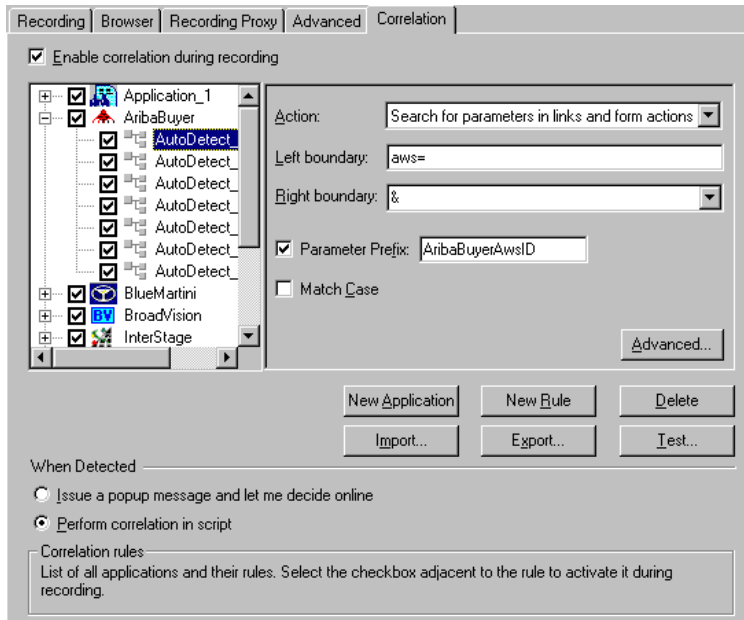 Recording Browser Recording Proxy Advanced Correlation
Enable correlation during recording
Application_1
AribaBuyer
AutoDetect_
AutoDetect_
AutoDetect_
AutoDetect_
AutoDetect_
AutoDetect_
AutoDetect_
BlueMartini
BV BroadVision
InterStage
Action: Search for parameters in links and form actions
Left boundary: aws=
Right boundary: &
Parameter Prefix: AribaBuyerAwsID
Match Case
Advanced...
New Application New Rule Delete
Import... Export... Test...
When Detected
Issue a popup message and let me decide online
Perform correlation in script
Correlation rules
List of all applications and their rules. Select the checkbox adjacent to the rule to activate it during
recording.